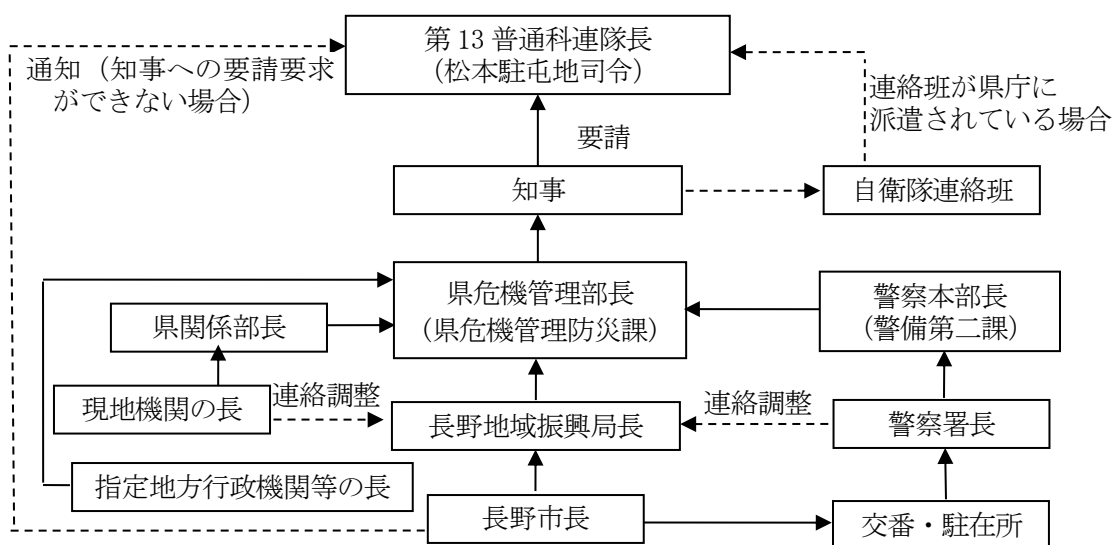 第 13 普通科連隊長
（松本駐屯地司令）
通知（知事への要請要求
ができない場合）
連絡班が県庁に
派遣されている場合
要請
知事
自衛隊連絡班
県危機管理部長
（県危機管理防災課）
県関係部長
警察本部長
（警備第二課）
現地機関の長
連絡調整
長野地域振興局長
連絡調整
警察署長
指定地方行政機関等の長
長野市長
交番・駐在所